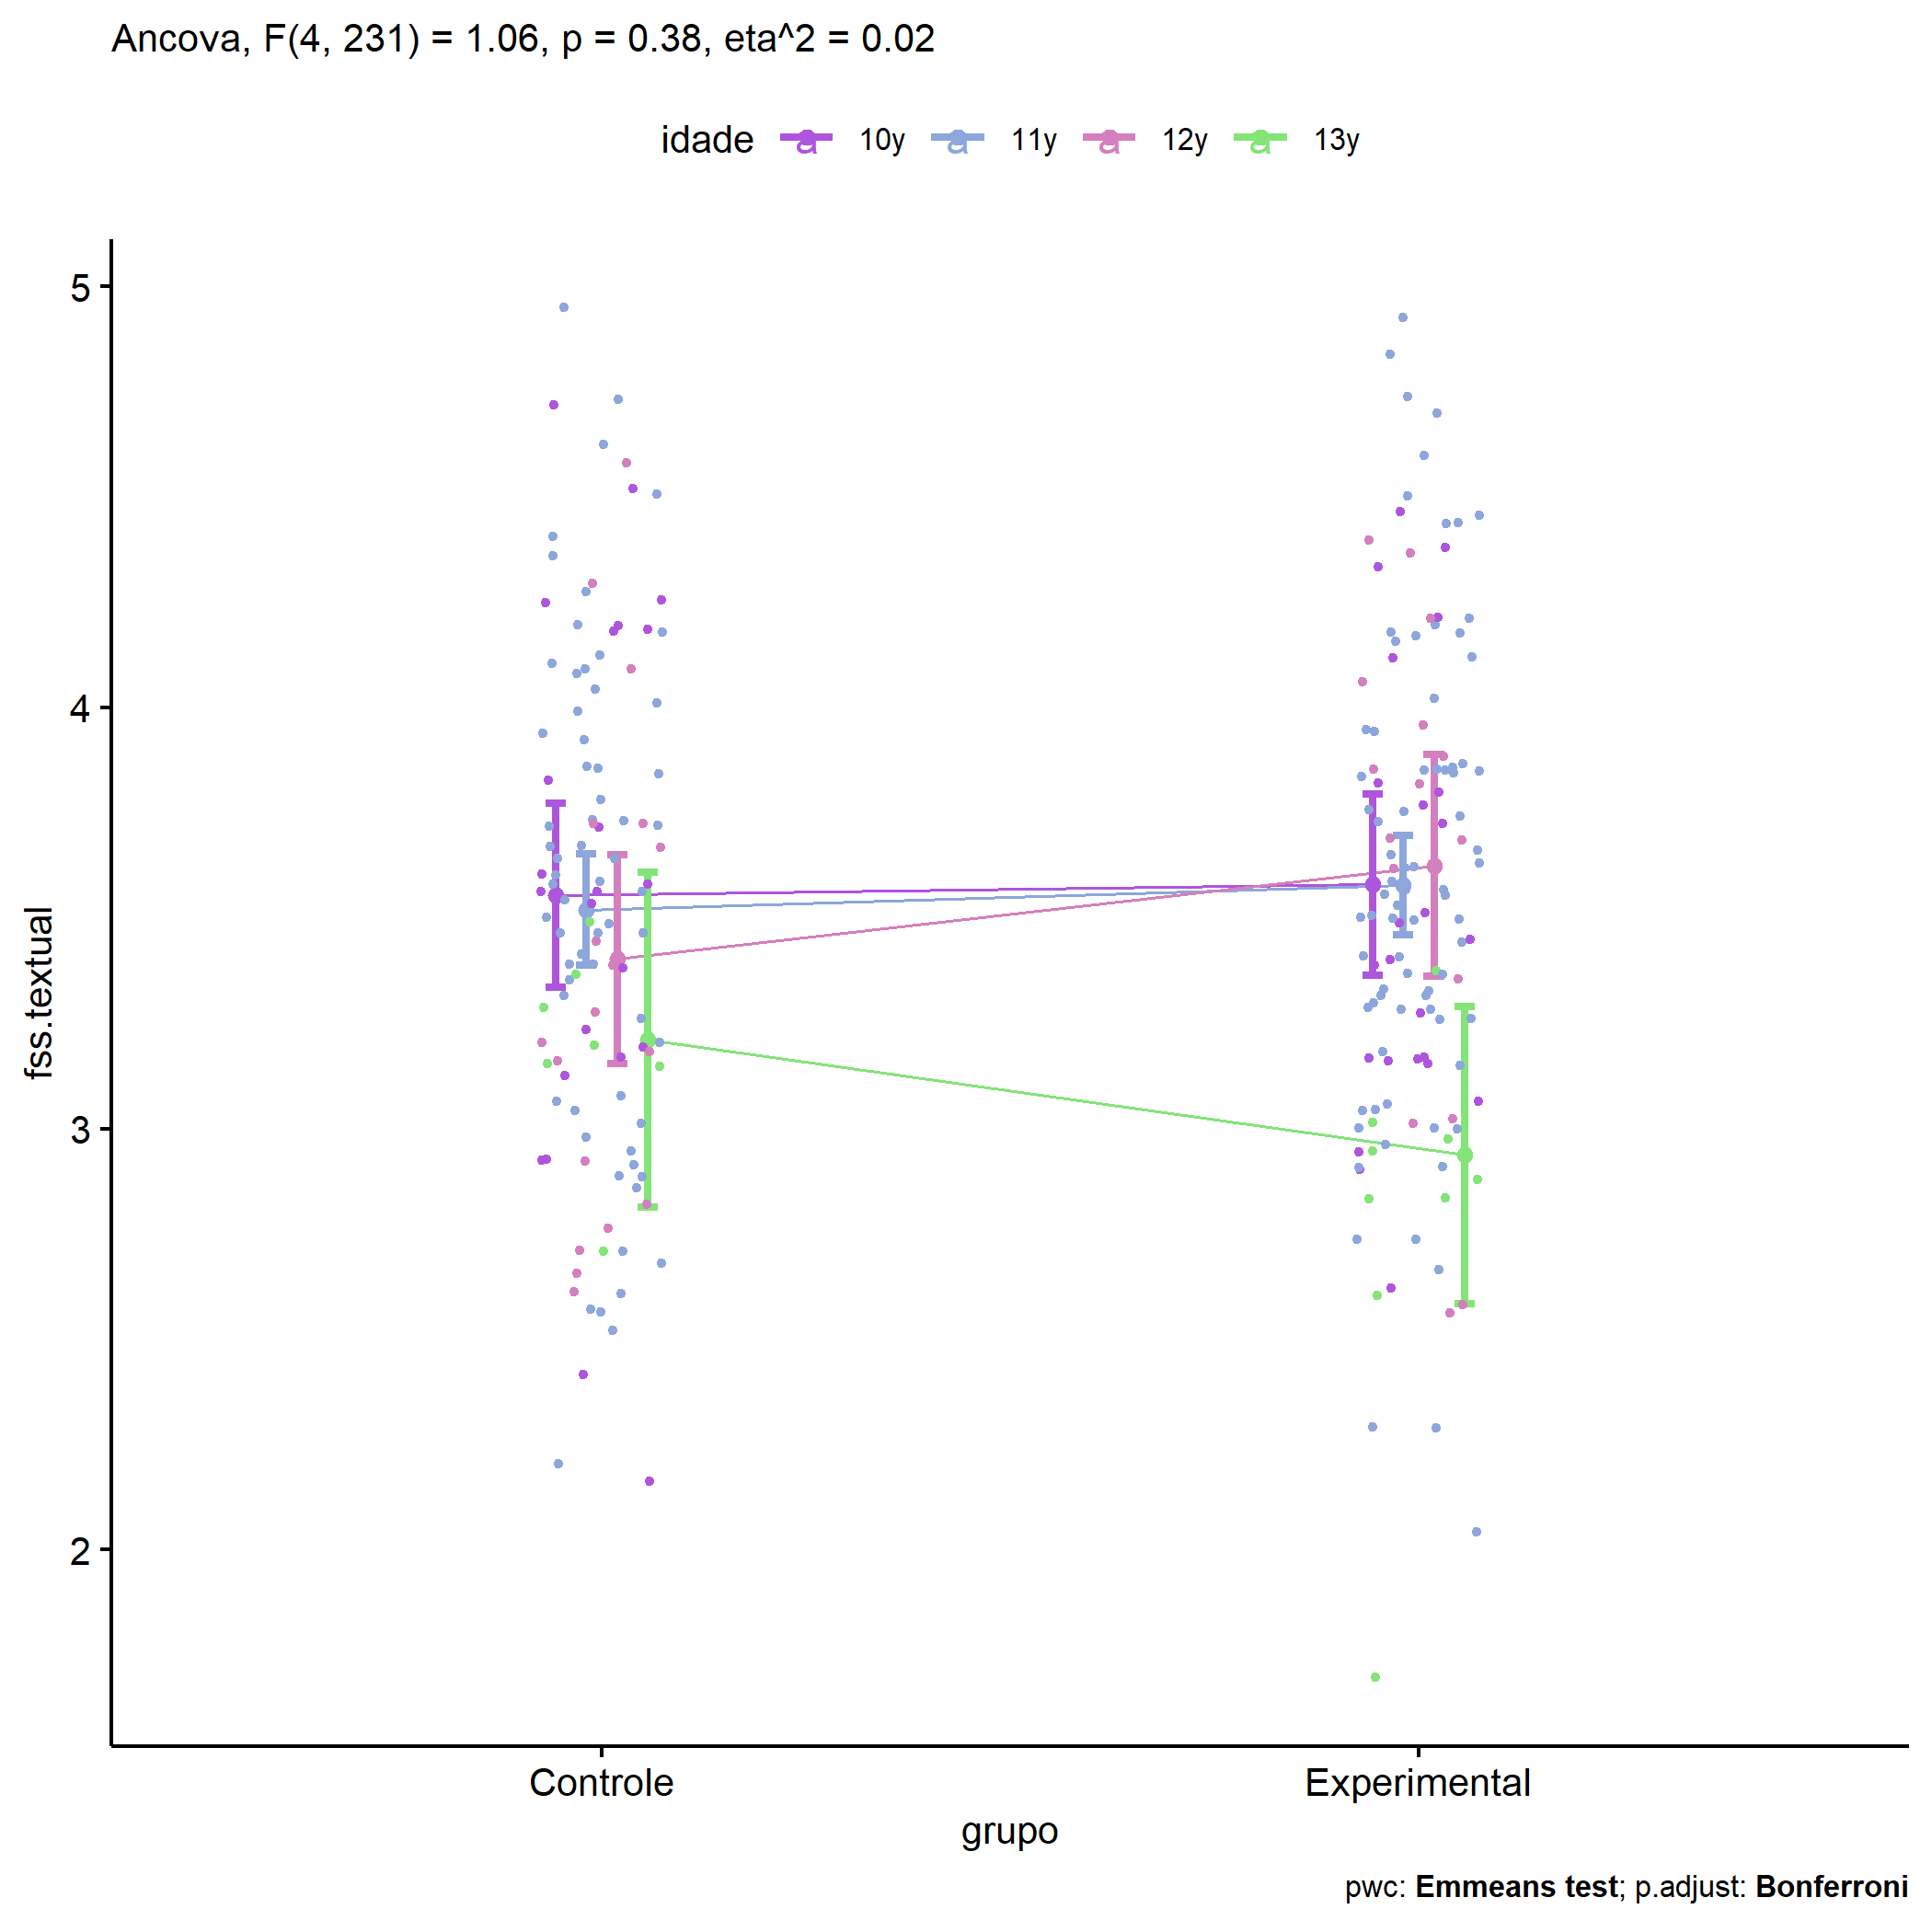 Ancova, F(4, 231) = 1.06, p = 0.38, eta^2 = 0.02
idade a 10y a 11y a 12y a 13y
5
4
3
2
fss.textual
Controle Experimental
grupo
pwc: Emmeans test; p.adjust: Bonferroni